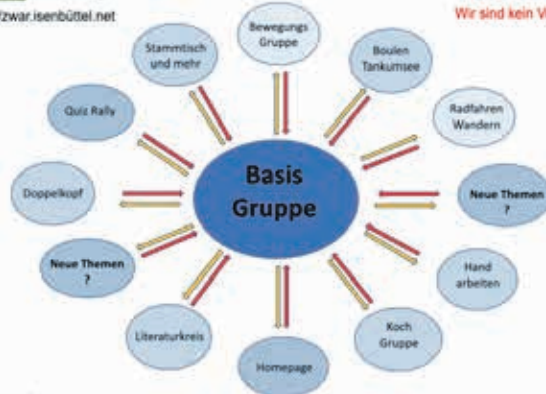 zwar.isenbüttel.net
Wir sind kein V
Bewegungs
Gruppe
Stammtisch
und mehr
Boulen
Tankumsee
Quiz Rally
Radfahren
Wandern
Basis
Gruppe
Doppelkopf
Neue Themen
?
Neue Themen
?
Hand
arbeiten
Literaturkreis
Koch
Gruppe
Homepage